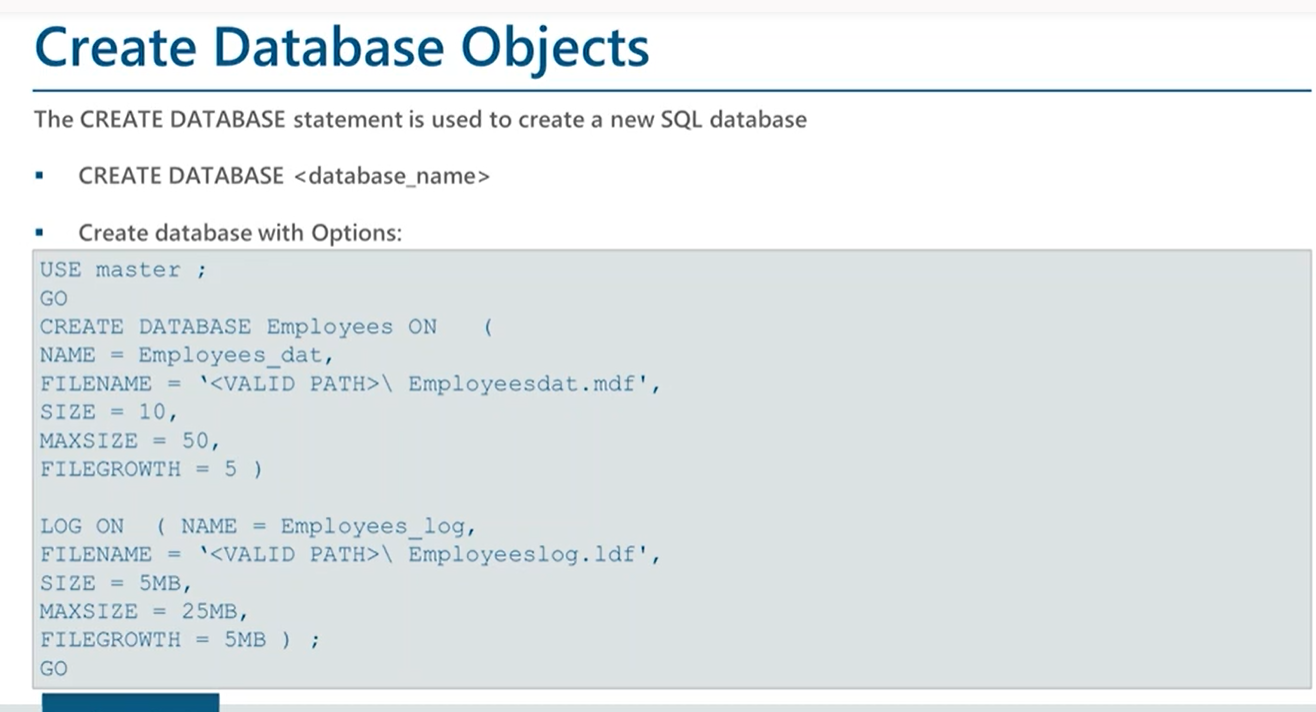 Create Database Objects
The CREATE DATABASE statement is used to create a new SQL database
▪ CREATE DATABASE <database_name>
▪ Create database with Options:
USE master ;
GO
CREATE DATABASE Employees ON   (
NAME = Employees_dat,
FILENAME = '<VALID PATH>\ Employeesdat.mdf',
SIZE = 10,
MAXSIZE = 50,
FILEGROWTH = 5 )
LOG ON  ( NAME = Employees_log,
FILENAME = '<VALID PATH>\ Employeeslog.ldf',
SIZE = 5MB,
MAXSIZE = 25MB,
FILEGROWTH = 5MB ) ;
GO